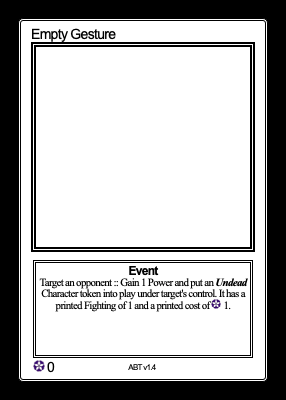 Empty Gesture
Event
Target an opponent :: Gain 1 Power and put an Undead
Character token into play under target's control. It has a
printed Fighting of 1 and a printed cost of 1.
0
ABT v1.4